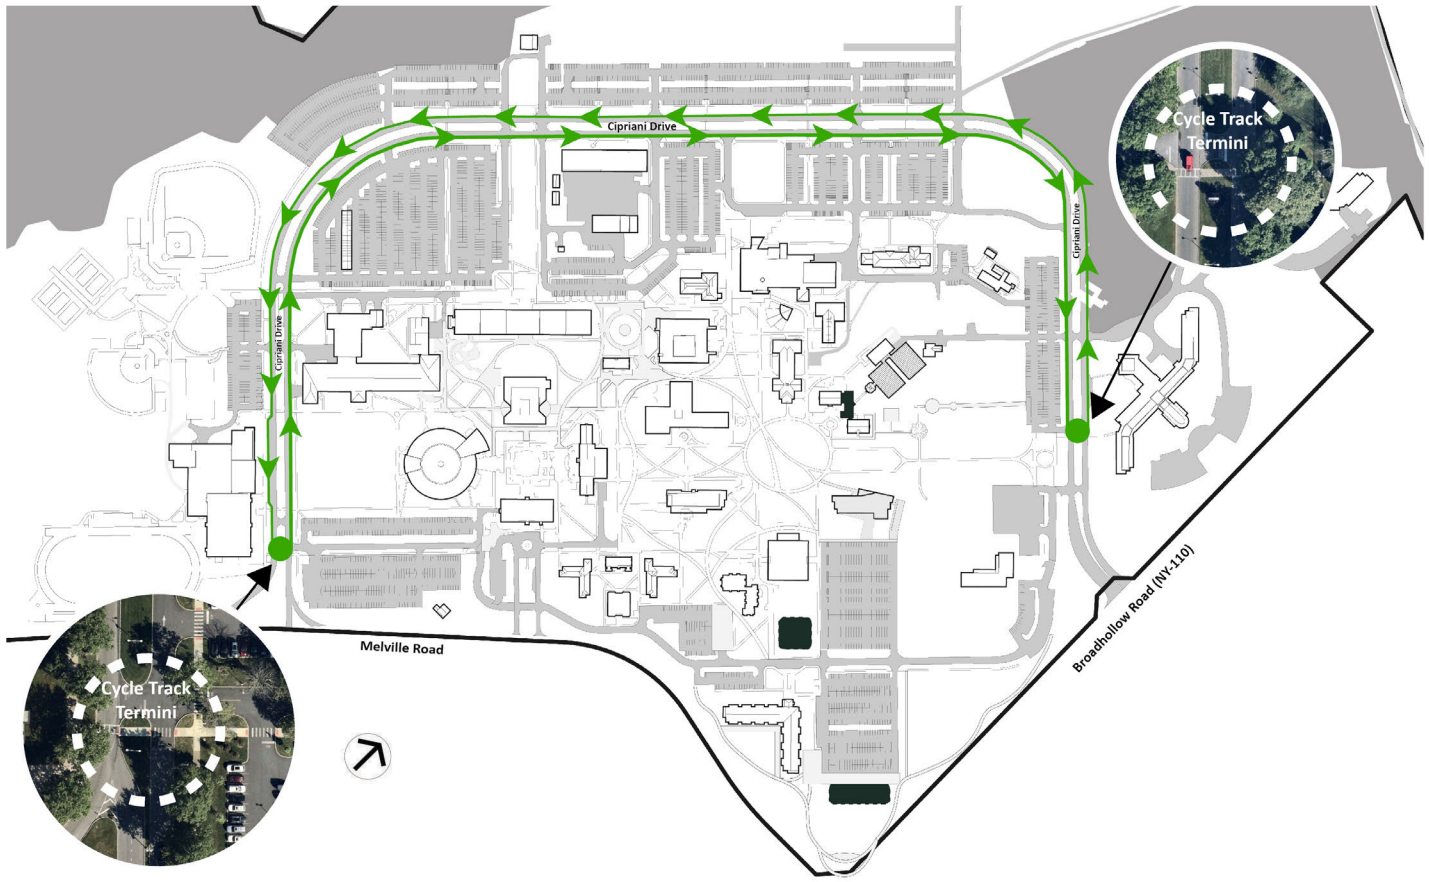 Cycle Track
Termini
Cipriani Drive
Cipriani Drive
Cipriani Drive
Broadhollow Road (NY-110)
Melville Road
Cycle Track
Termini